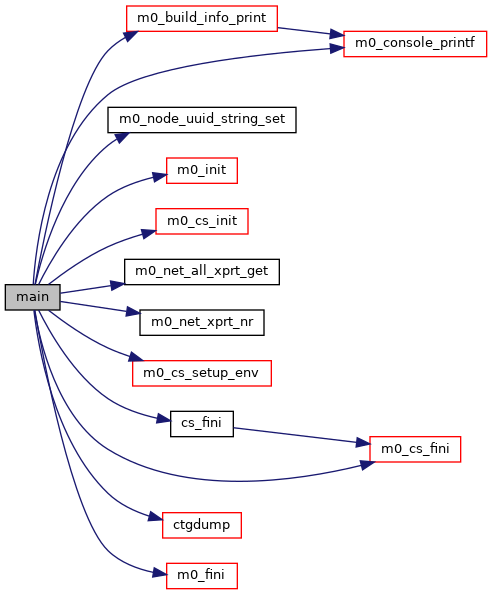 m0_build_info_print
m0_console_printf
m0_node_uuid_string_set
m0_init
m0_cs_init
m0_net_all_xprt_get
main
m0_net_xprt_nr
m0_cs_setup_env
cs_fini
m0_cs_fini
ctgdump
m0_fini